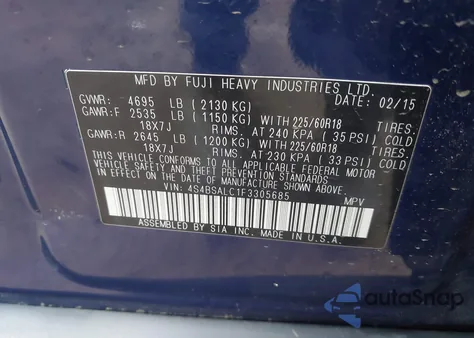 MFD BY FUJI HEAVY INDUSTRIES LTD. DATE: 02/15
GVWR: 4695 LB (2130 KG)
GAWR:F 2535 LB (1150 KG) WITH 225/60R18 TIRES.
18X7J RIMS. AT 240 KPA (35 PSI) COLD
GAWR:R 2645 LB (1200 KG) WITH 225/60R18 TIRES.
18X7J RIMS. AT 230 KPA (33 PSI) COLD
THIS VEHICLE CONFORMS TO ALL APPLICABLE FEDERAL MOTOR
VEHICLE SAFETY AND THEFT PREVENTION STANDARDS IN EFFECT
ON THE DATE OF MANUFACTURE SHOWN ABOVE.
VIN: 4S4BSALC1F3305685 MPV
ASSEMBLED BY SIA INC. MADE IN U.S.A.
autoSnap